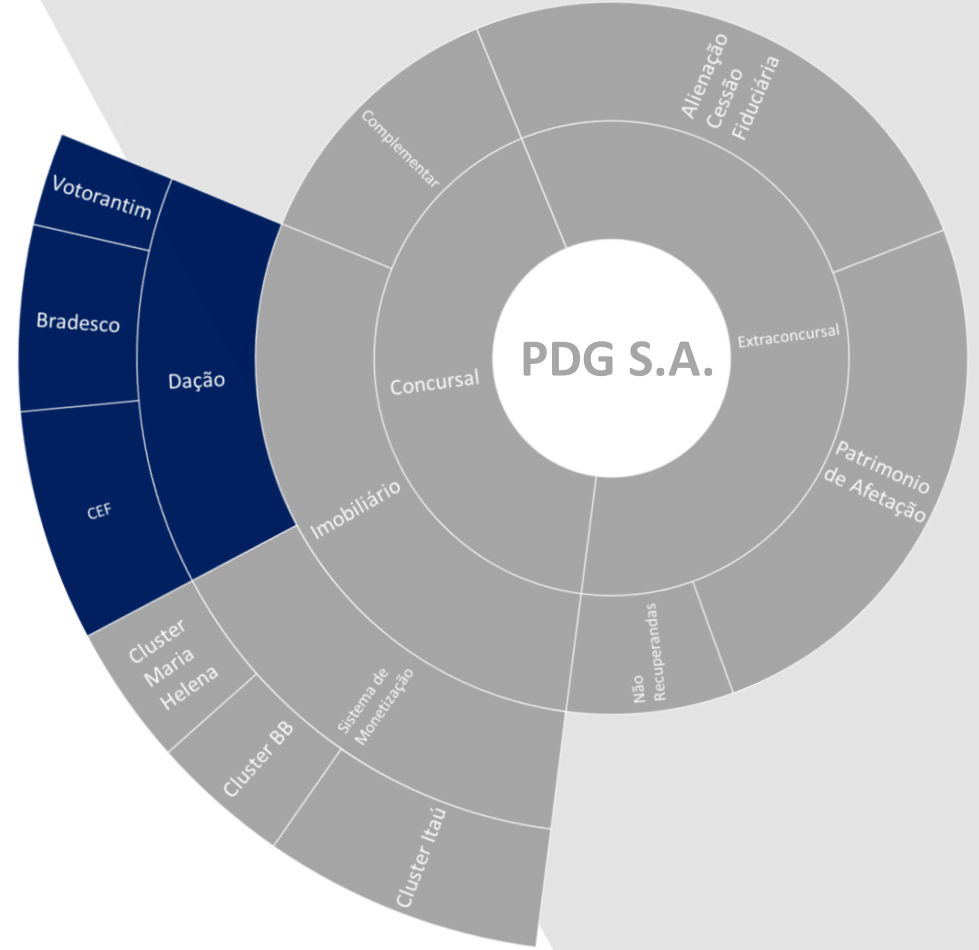 Alienação
Cessão
Fiduciária
Complementar
Votorantim
Bradesco
Dação
Concursal
PDG S.A.
Extraconcursal
Patrimonio
de Afetação
Imobiliário
CEF
Não
Recuperandas
Sistema de
Monetização
Cluster
Maria
Helena
Cluster BB
Cluster Itaú